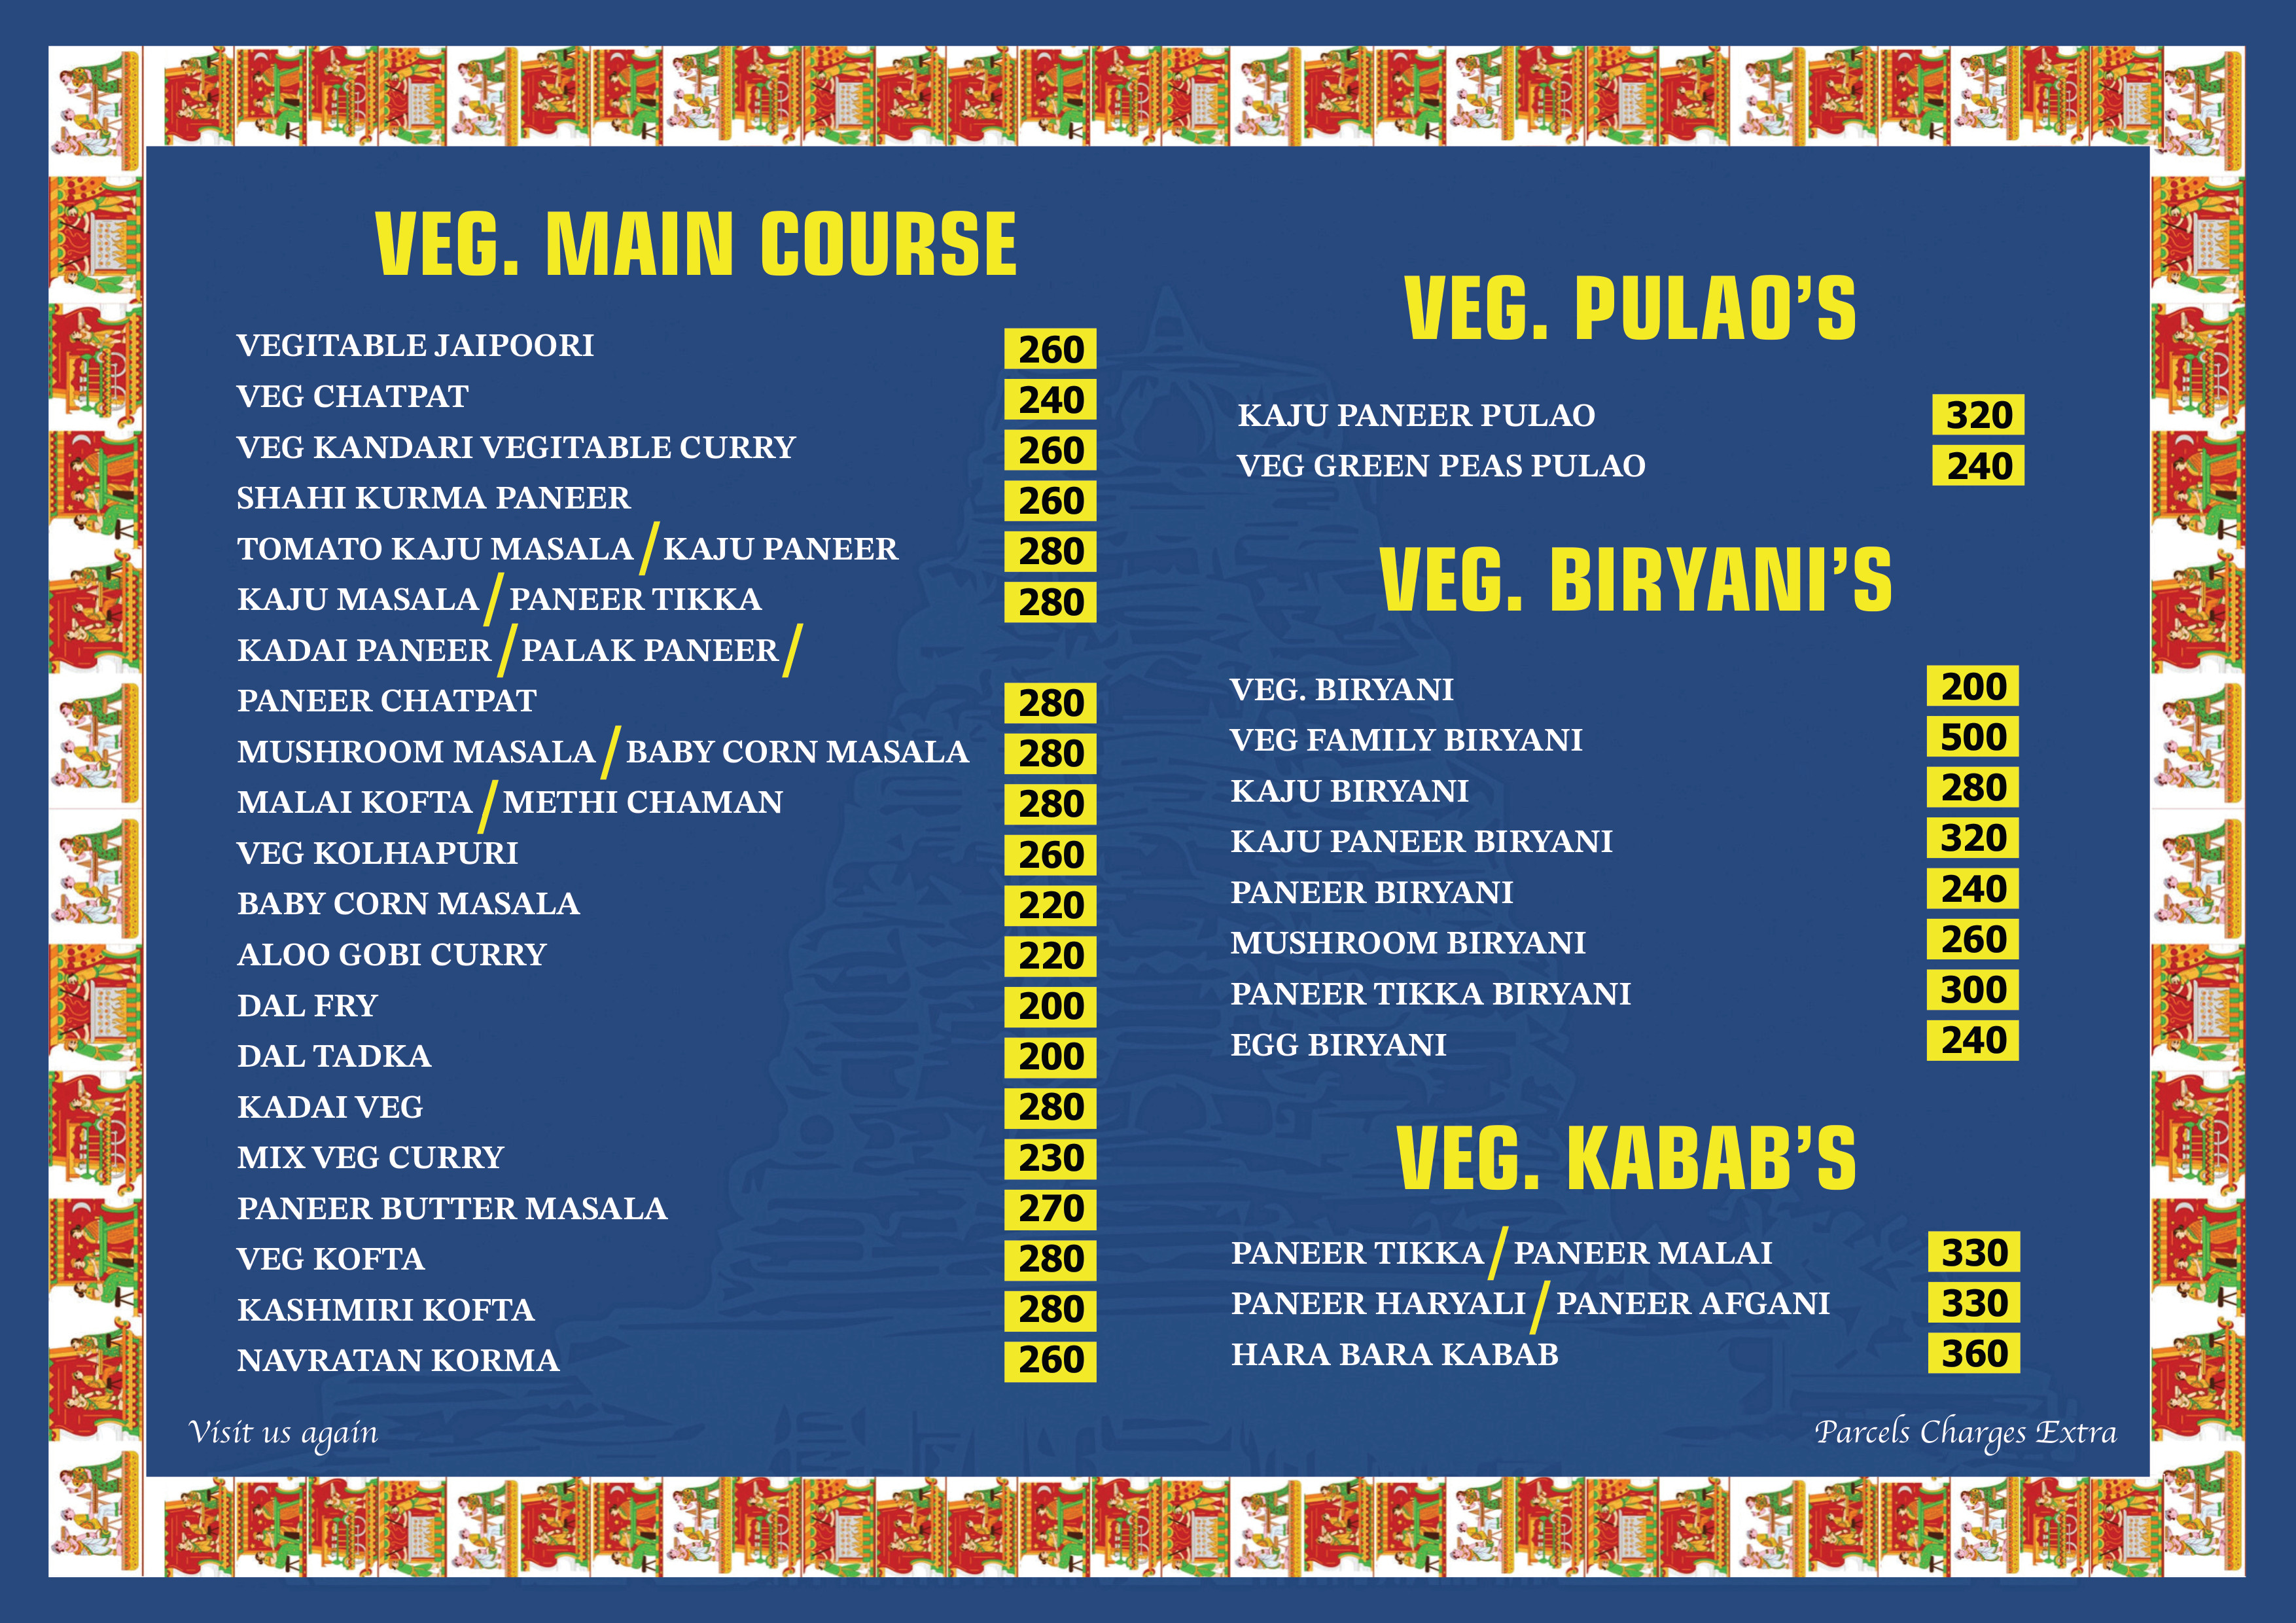 VEG. MAIN COURSE
VEGITABLE JAIPOORI 260
VEG CHATPAT 240
VEG KANDARI VEGITABLE CURRY 260
SHAHI KURMA PANEER 260
TOMATO KAJU MASALA / KAJU PANEER 280
KAJU MASALA / PANEER TIKKA 280
KADAI PANEER / PALAK PANEER /
PANEER CHATPAT 280
MUSHROOM MASALA / BABY CORN MASALA 280
MALAI KOFTA / METHI CHAMAN 280
VEG KOLHAPURI 260
BABY CORN MASALA 220
ALOO GOBI CURRY 220
DAL FRY 200
DAL TADKA 200
KADAI VEG 280
MIX VEG CURRY 230
PANEER BUTTER MASALA 270
VEG KOFTA 280
KASHMIRI KOFTA 280
NAVRATAN KORMA 260
Visit us again
VEG. PULAO’S
KAJU PANEER PULAO 320
VEG GREEN PEAS PULAO 240
VEG. BIRYANI’S
VEG. BIRYANI 200
VEG FAMILY BIRYANI 500
KAJU BIRYANI 280
KAJU PANEER BIRYANI 320
PANEER BIRYANI 240
MUSHROOM BIRYANI 260
PANEER TIKKA BIRYANI 300
EGG BIRYANI 240
VEG. KABAB’S
PANEER TIKKA / PANEER MALAI 330
PANEER HARYALI / PANEER AFGANI 330
HARA BARA KABAB 360
Parcels Charges Extra